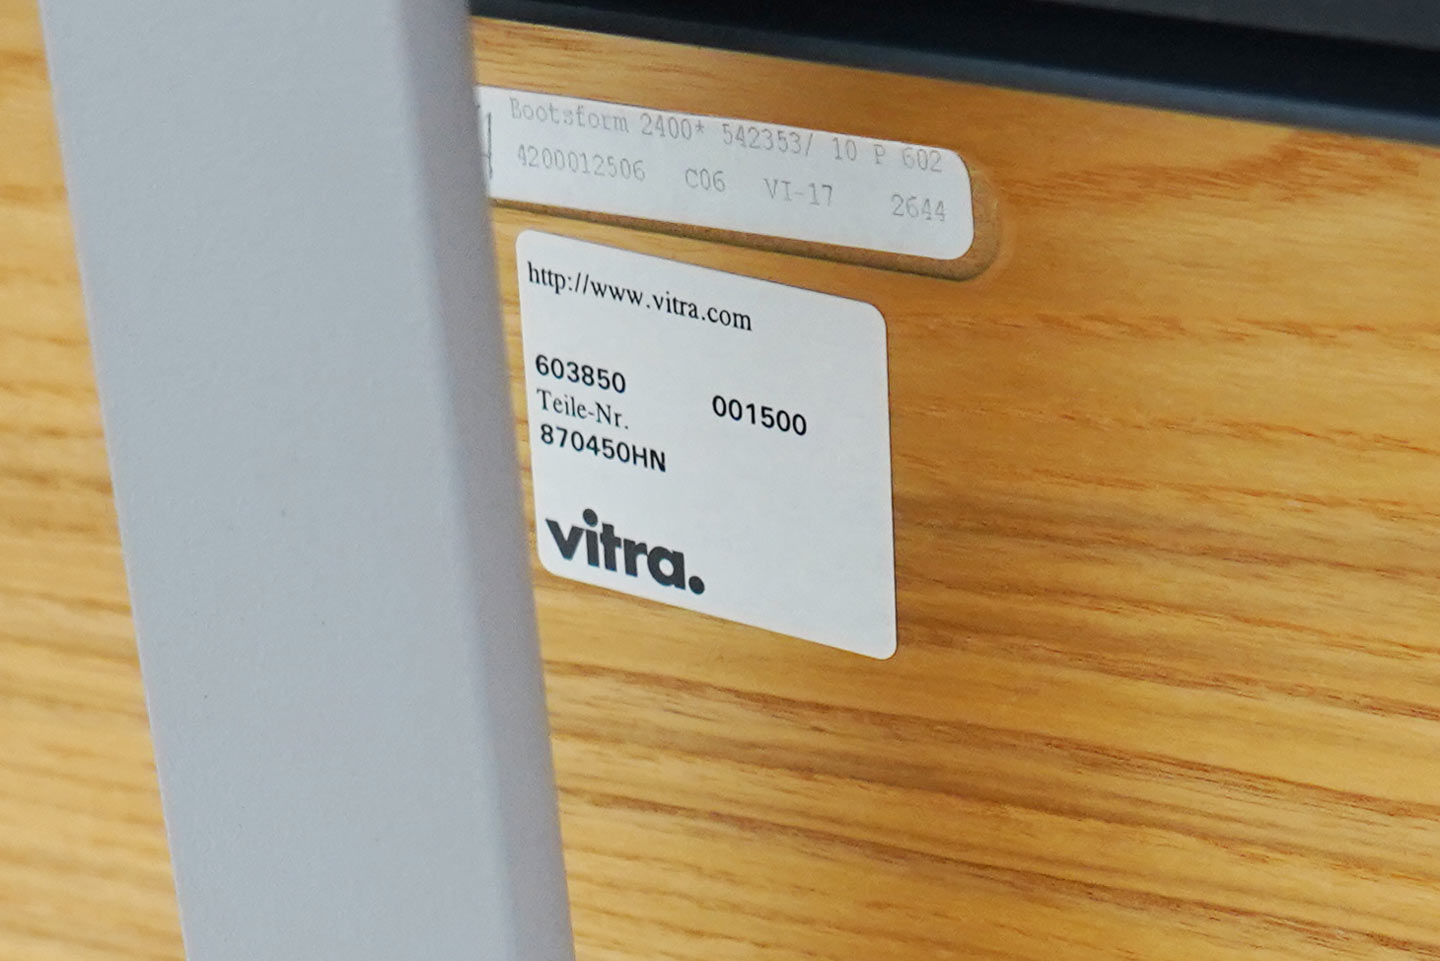 Bootsform 2400* 542353/ 10 P 602
4200012506 C06 VI-17 2644
http://www.vitra.com
603850 001500
Teile-Nr.
870450HN
vitra.